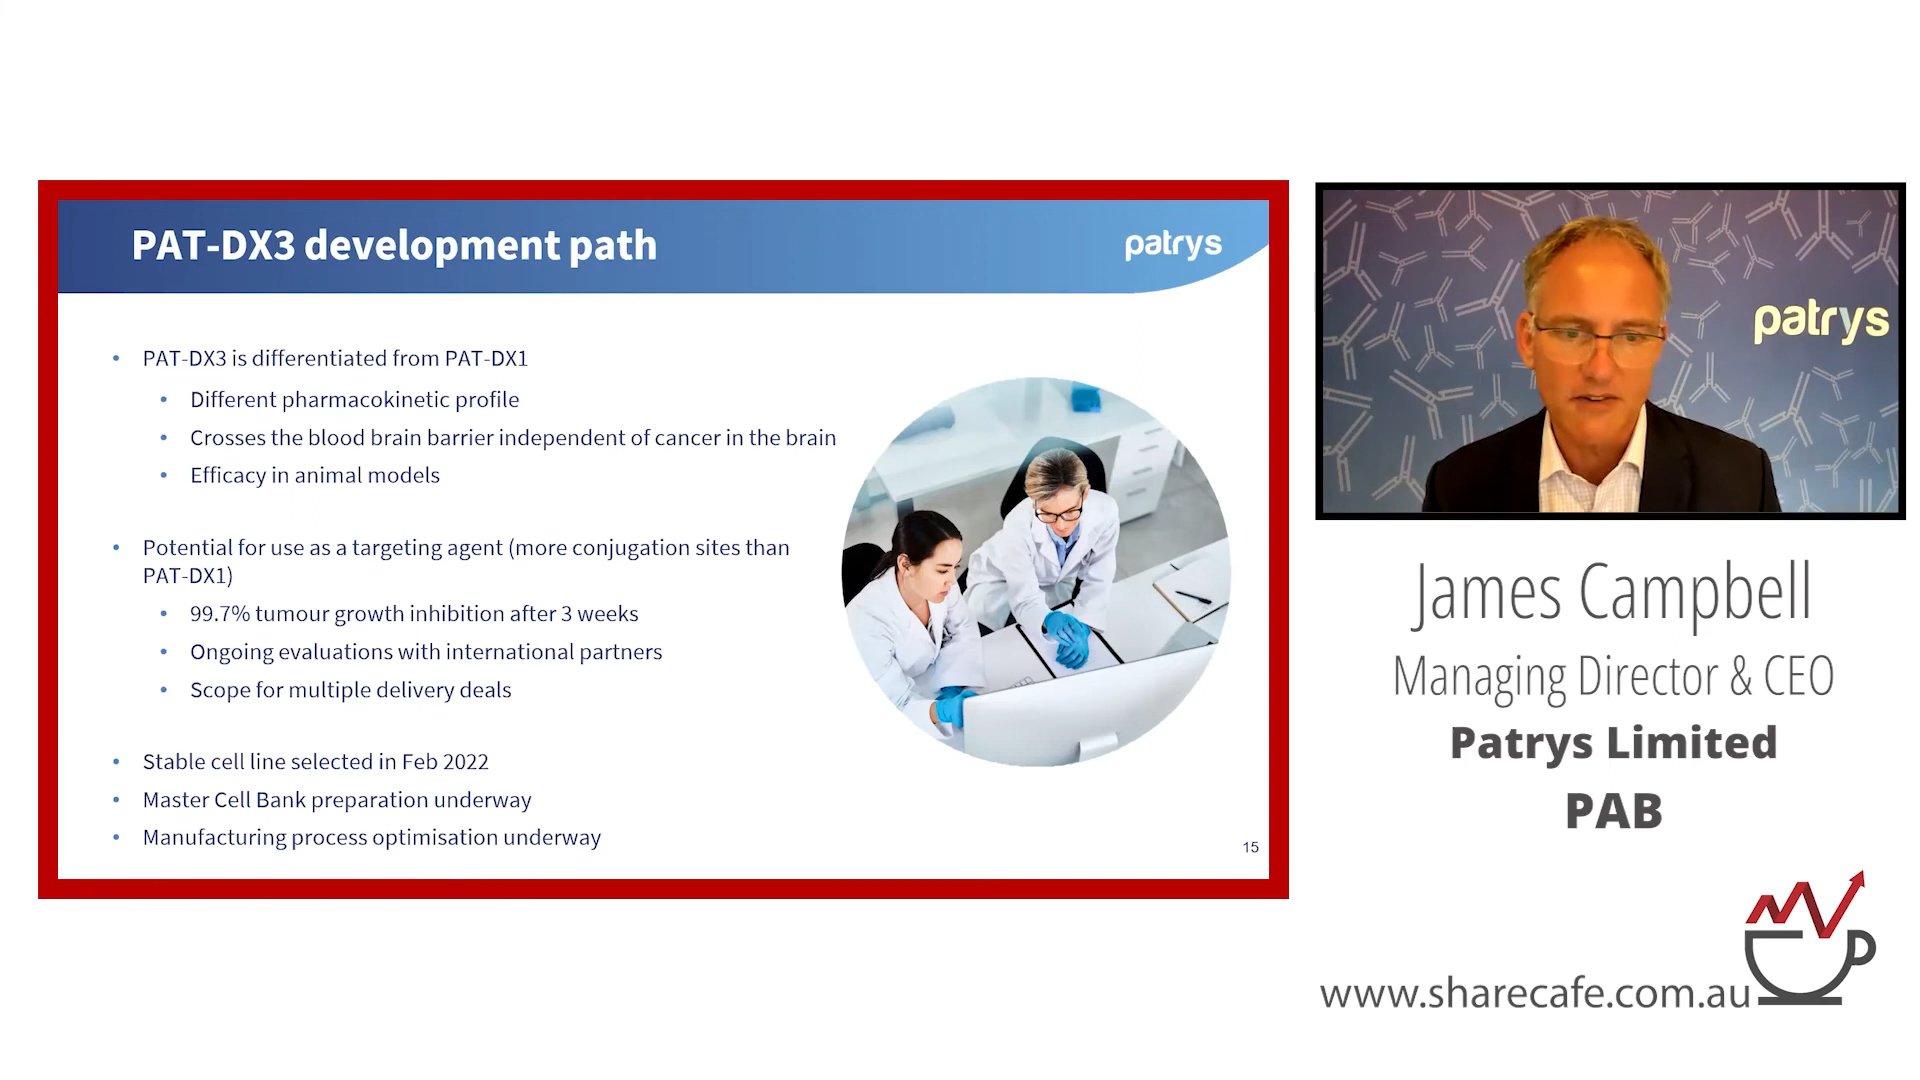 PAT-DX3 development path
patrys
• PAT-DX3 is differentiated from PAT-DX1
• Different pharmacokinetic profile
• Crosses the blood brain barrier independent of cancer in the brain
• Efficacy in animal models
• Potential for use as a targeting agent (more conjugation sites than
PAT-DX1)
• 99.7% tumour growth inhibition after 3 weeks
• Ongoing evaluations with international partners
• Scope for multiple delivery deals
• Stable cell line selected in Feb 2022
• Master Cell Bank preparation underway
• Manufacturing process optimisation underway
15
patrys
James Campbell
Managing Director & CEO
Patrys Limited
PAB
www.sharecafe.com.au